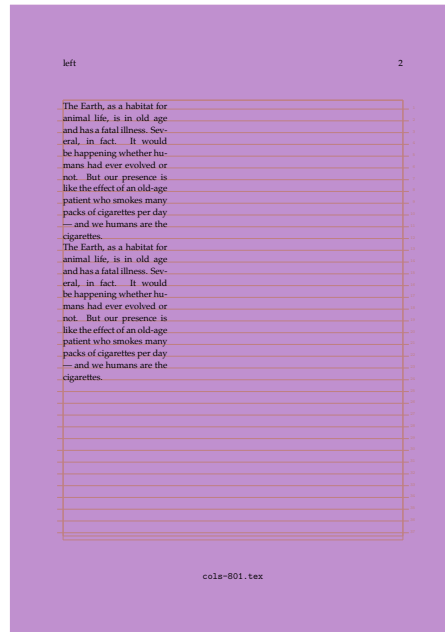 left 2
The Earth, as a habitat for
animal life, is in old age
and has a fatal illness. Sev-
eral, in fact. It would
be happening whether hu-
mans had ever evolved or
not. But our presence is
like the effect of an old-age
patient who smokes many
packs of cigarettes per day
— and we humans are the
cigarettes.
The Earth, as a habitat for
animal life, is in old age
and has a fatal illness. Sev-
eral, in fact. It would
be happening whether hu-
mans had ever evolved or
not. But our presence is
like the effect of an old-age
patient who smokes many
packs of cigarettes per day
— and we humans are the
cigarettes.
cols-801.tex